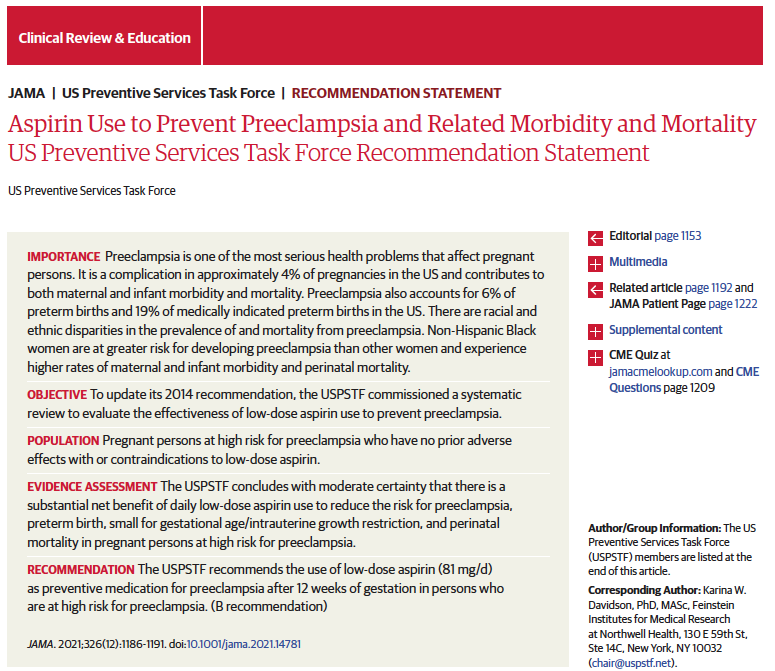 Clinical Review & Education
JAMA | US Preventive Services Task Force | RECOMMENDATION STATEMENT
Aspirin Use to Prevent Preeclampsia and Related Morbidity and Mortality
US Preventive Services Task Force Recommendation Statement
US Preventive Services Task Force
IMPORTANCE Preeclampsia is one of the most serious health problems that affect pregnant
persons. It is a complication in approximately 4% of pregnancies in the US and contributes to
both maternal and infant morbidity and mortality. Preeclampsia also accounts for 6% of
preterm births and 19% of medically indicated preterm births in the US. There are racial and
ethnic disparities in the prevalence of and mortality from preeclampsia. Non-Hispanic Black
women are at greater risk for developing preeclampsia than other women and experience
higher rates of maternal and infant morbidity and perinatal mortality.
OBJECTIVE To update its 2014 recommendation, the USPSTF commissioned a systematic
review to evaluate the effectiveness of low-dose aspirin use to prevent preeclampsia.
POPULATION Pregnant persons at high risk for preeclampsia who have no prior adverse
effects with or contraindications to low-dose aspirin.
EVIDENCE ASSESSMENT The USPSTF concludes with moderate certainty that there is a
substantial net benefit of daily low-dose aspirin use to reduce the risk for preeclampsia,
preterm birth, small for gestational age/intrauterine growth restriction, and perinatal
mortality in pregnant persons at high risk for preeclampsia.
RECOMMENDATION The USPSTF recommends the use of low-dose aspirin (81 mg/d)
as preventive medication for preeclampsia after 12 weeks of gestation in persons who
are at high risk for preeclampsia. (B recommendation)
JAMA. 2021;326(12):1186-1191. doi:10.1001/jama.2021.14781
Editorial page 1153
Multimedia
Related article page 1192 and
JAMA Patient Page page 1222
Supplemental content
CME Quiz at
jamacmelookup.com and CME
Questions page 1209
Author/Group Information: The US
Preventive Services Task Force
(USPSTF) members are listed at the
end of this article.
Corresponding Author: Karina W.
Davidson, PhD, MASc, Feinstein
Institutes for Medical Research
at Northwell Health, 130 E 59th St,
Ste 14C, New York, NY 10032
(chair@uspstf.net).